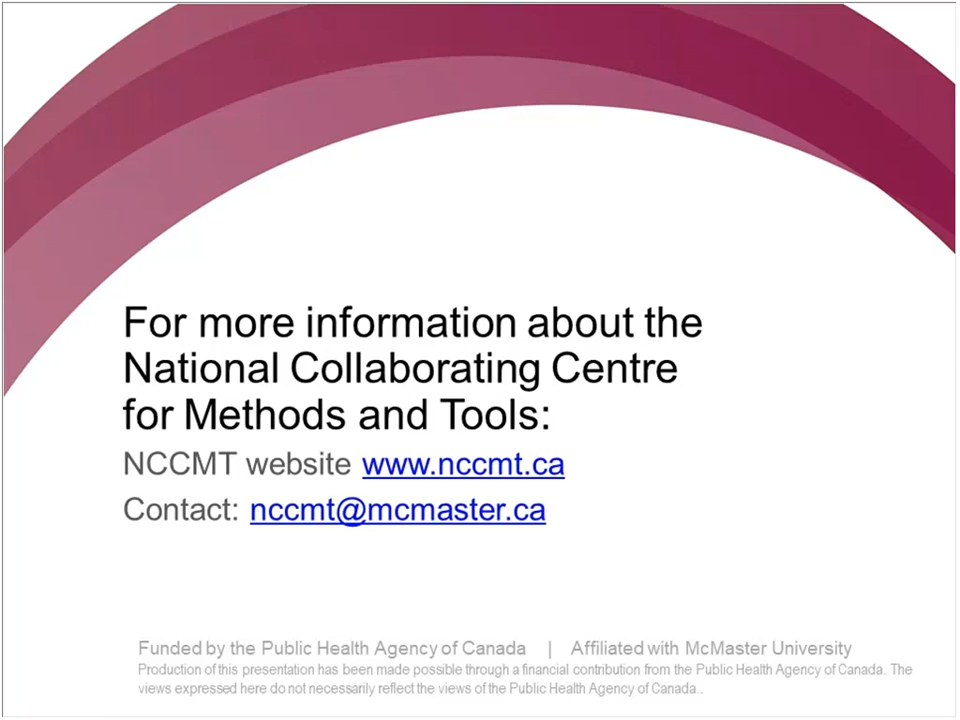 For more information about the
National Collaborating Centre
for Methods and Tools:
NCCMT website www.nccmt.ca
Contact: nccmt@mcmaster.ca
Funded by the Public Health Agency of Canada | Affiliated with McMaster University
Production of this presentation has been made possible through a financial contribution from the Public Health Agency of Canada. The
views expressed here do not necessarily reflect the views of the Public Health Agency of Canada..